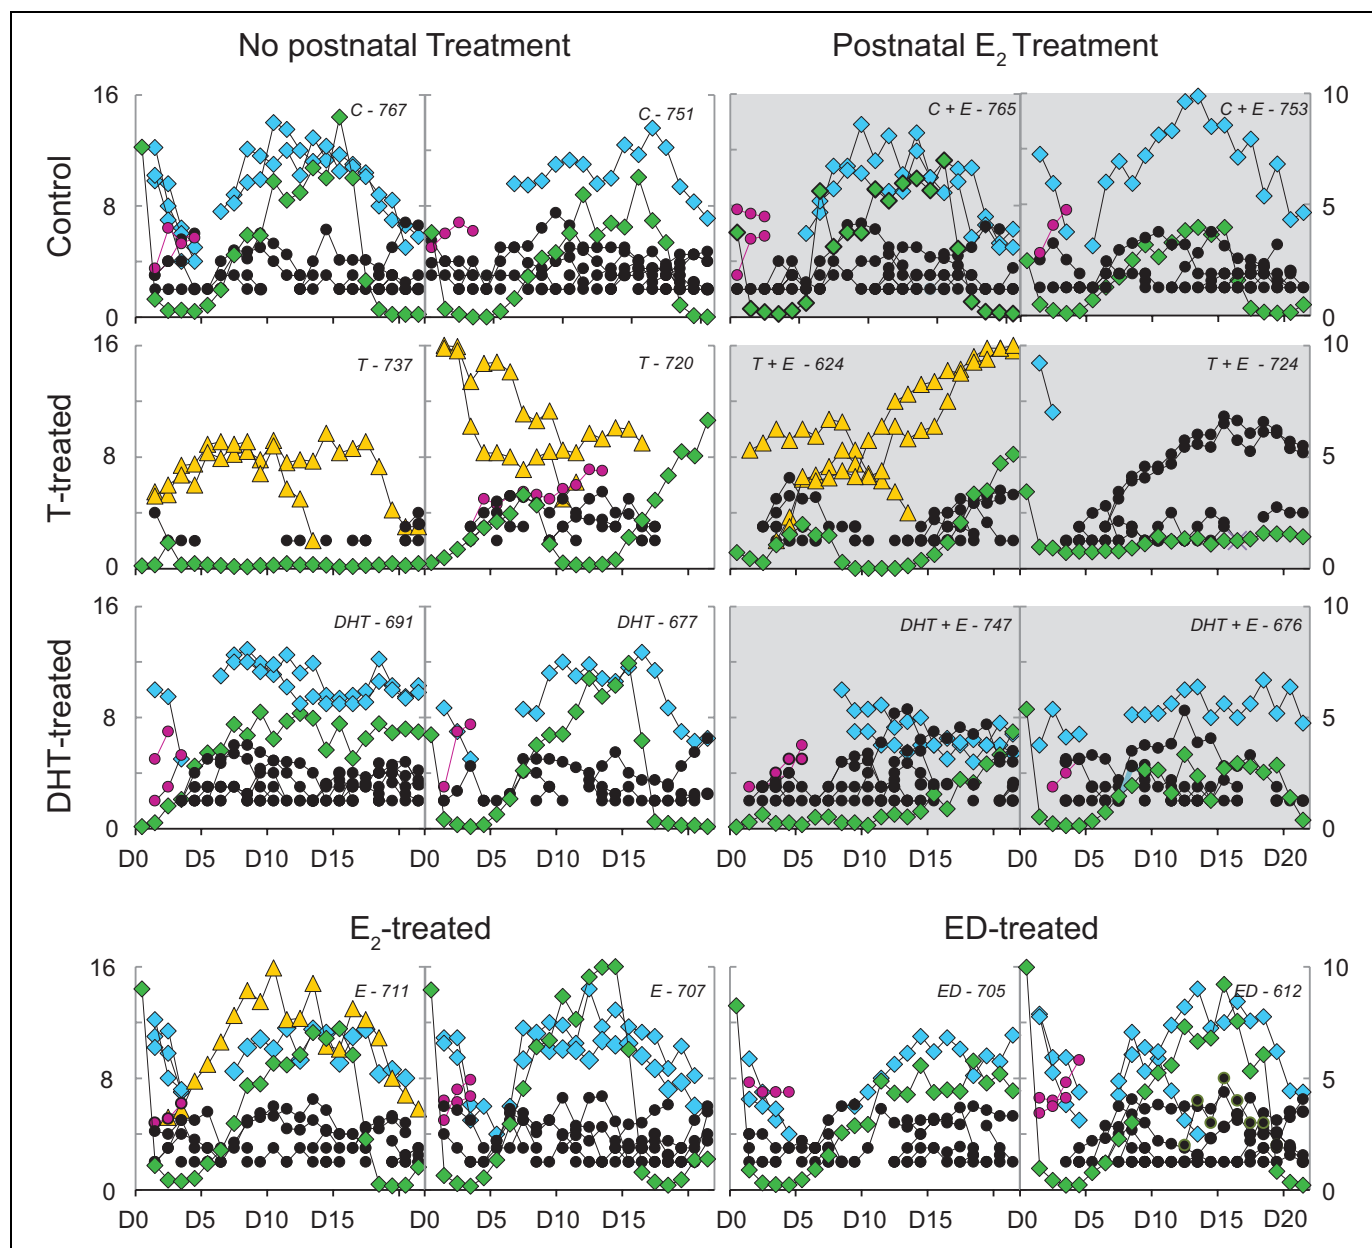 No postnatal Treatment
Postnatal E2 Treatment
Control
16
8
0
C - 767
C - 751
C + E - 765
C + E - 753
10
5
0
T-treated
16
8
0
T - 737
T - 720
T + E - 624
T + E - 724
10
5
0
DHT-treated
16
8
0
DHT - 691
DHT - 677
DHT + E - 747
DHT + E - 676
10
5
0
D0 D5 D10 D15 D0 D5 D10 D15 D0 D5 D10 D15 D0 D5 D10 D15 D20
E2-treated
ED-treated
16
8
0
E - 711
E - 707
ED - 705
ED - 612
10
5
0
D0 D5 D10 D15 D0 D5 D10 D15 D0 D5 D10 D15 D0 D5 D10 D15 D20